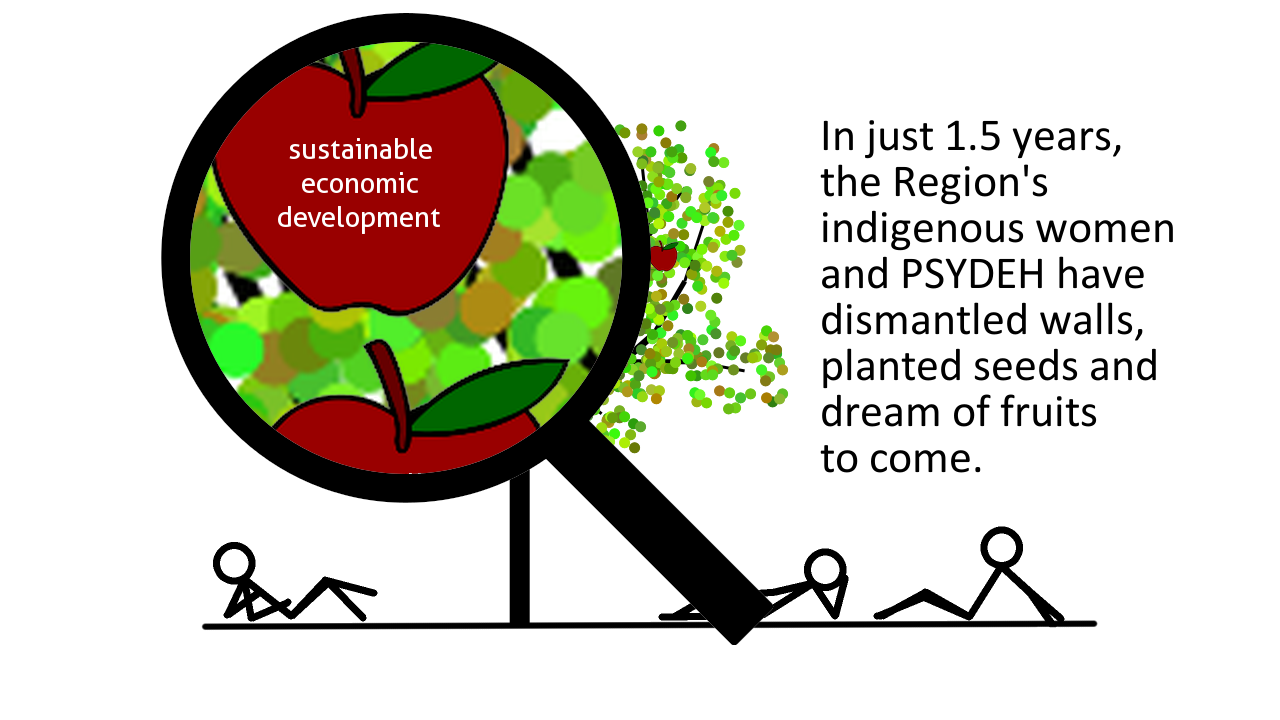 sustainable
economic
development
In just 1.5 years,
the Region's
indigenous women
and PSYDEH have
dismantled walls,
planted seeds and
dream of fruits
to come.